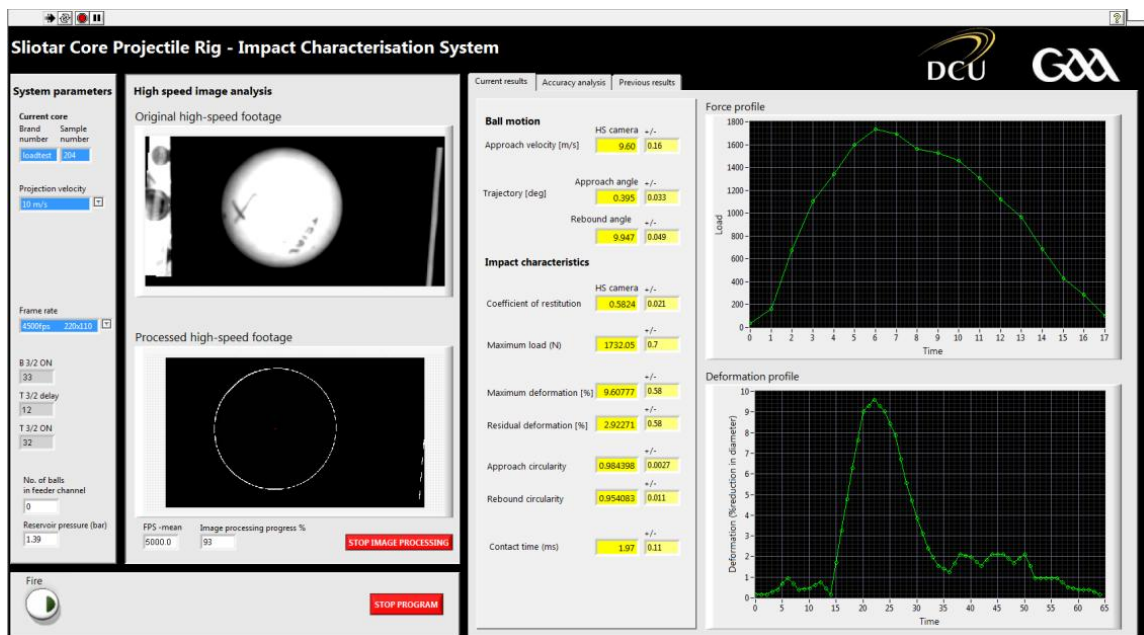 Sliotar Core Projectile Rig - Impact Characterisation System
DCU
GAA
System parameters
Current core
Brand number
Sample number
loadtest
204
Projection velocity
10 m/s
Frame rate
4500fps 220x110
B 3/2 ON
33
T 3/2 delay
12
T 3/2 ON
32
No. of balls
in feeder channel
0
Reservoir pressure (bar)
1.39
Fire
STOP PROGRAM
High speed image analysis
Original high-speed footage
Processed high-speed footage
FPS -mean
5000.0
Image processing progress %
93
STOP IMAGE PROCESSING
Current results
Accuracy analysis
Previous results
Ball motion
HS camera +/-
Approach velocity [m/s] 9.60 0.16
Approach angle +/-
Trajectory [deg] 0.395 0.033
Rebound angle +/-
9.947 0.049
Impact characteristics
HS camera +/-
Coefficient of restitution 0.5824 0.021
+/-
Maximum load (N) 1732.05 0.7
+/-
Maximum deformation [%] 9.60777 0.58
+/-
Residual deformation [%] 2.92271 0.58
+/-
Approach circularity 0.984398 0.0027
+/-
Rebound circularity 0.954083 0.011
+/-
Contact time (ms) 1.97 0.11
Force profile
Load
1800
1600
1400
1200
1000
800
600
400
200
0
0 1 2 3 4 5 6 7 8 9 10 11 12 13 14 15 16 17
Time
Deformation profile
Deformation (%reduction in diameter)
10
9
8
7
6
5
4
3
2
1
0
0 5 10 15 20 25 30 35 40 45 50 55 60 65
Time